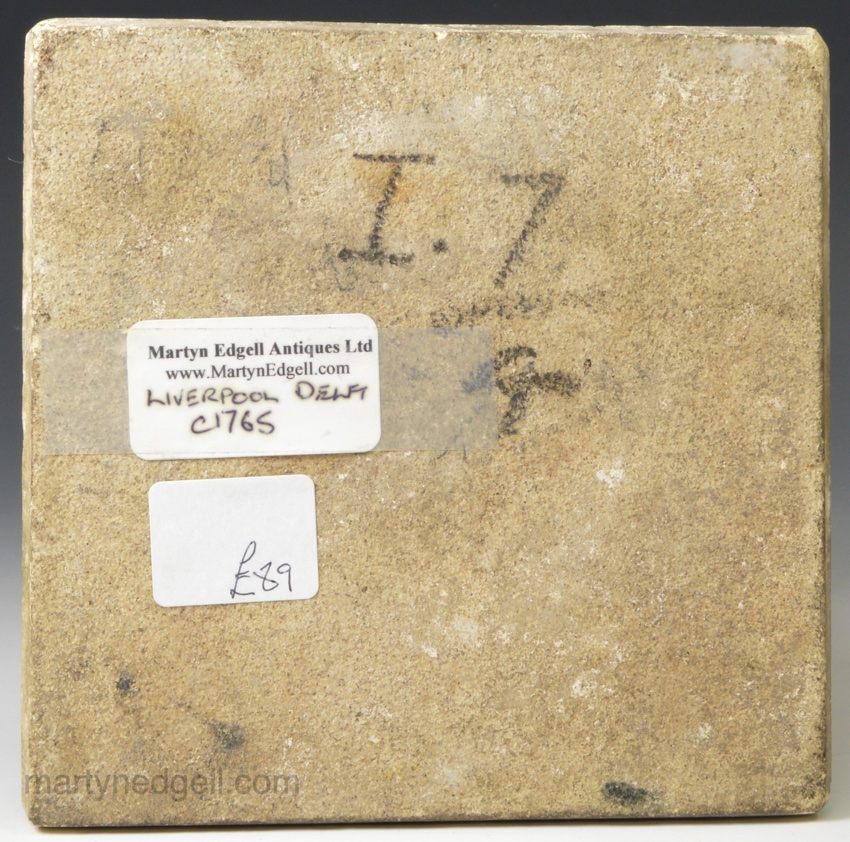 I.7
Martyn Edgell Antiques Ltd
www.MartynEdgell.com
LIVERPOOL DELFT
C1765
£89
martynedgell.com